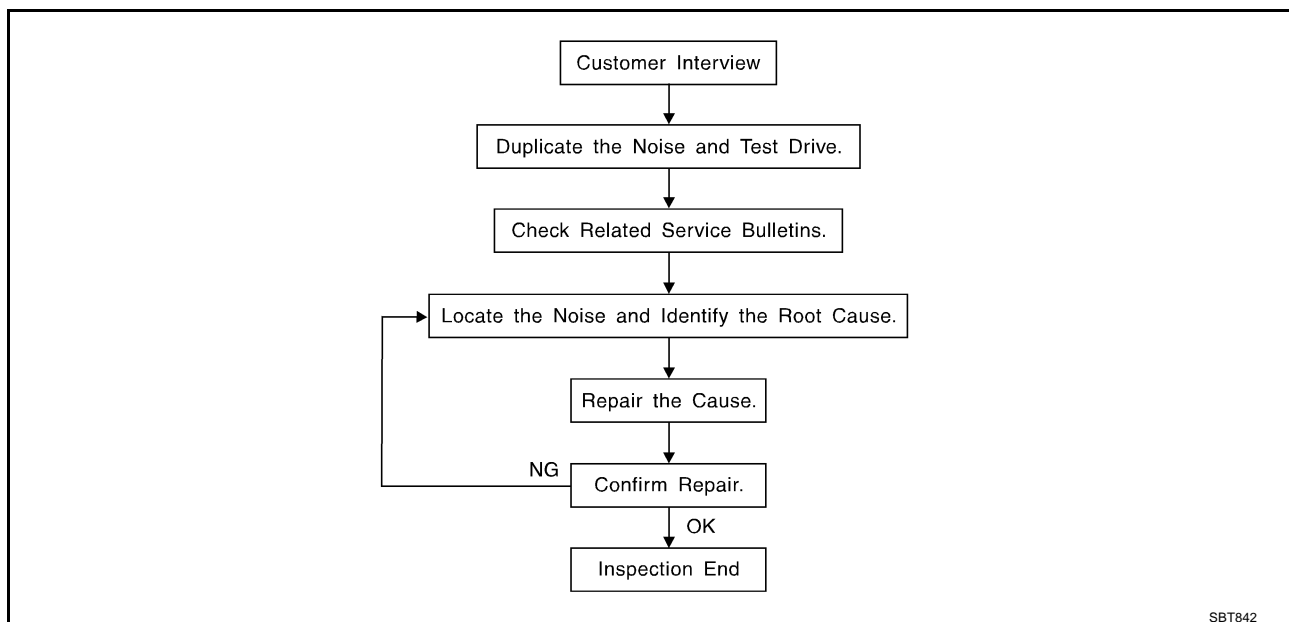 Customer Interview
Duplicate the Noise and Test Drive.
Check Related Service Bulletins.
Locate the Noise and Identify the Root Cause.
Repair the Cause.
NG
Confirm Repair.
OK
Inspection End
SBT842